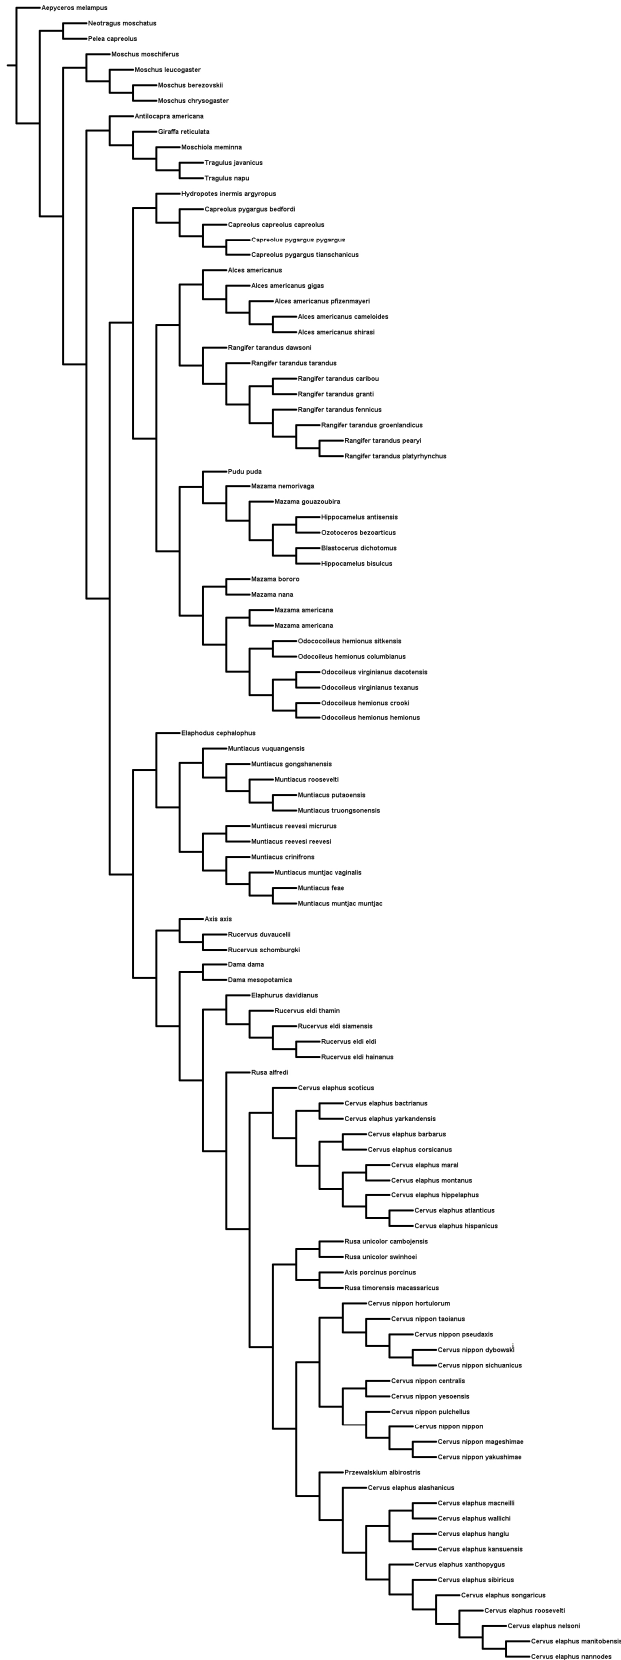 Aepyceros melampus
Neotragus moschatus
Pelea capreolus
Moschus moschiferus
Moschus leucogaster
Moschus berezovskii
Moschus chrysogaster
Antilocapra americana
Giraffa reticulata
Moschiola meminna
Tragulus javanicus
Tragulus napu
Hydropotes inermis argyropus
Capreolus pygargus bedfordi
Capreolus capreolus capreolus
Capreolus pygargus pygargus
Capreolus pygargus tianschanicus
Alces americanus
Alces americanus gigas
Alces americanus pfizenmayeri
Alces americanus cameloides
Alces americanus shirasi
Rangifer tarandus dawsoni
Rangifer tarandus tarandus
Rangifer tarandus caribou
Rangifer tarandus granti
Rangifer tarandus fennicus
Rangifer tarandus groenlandicus
Rangifer tarandus pearyi
Rangifer tarandus platyrhynchus
Pudu puda
Mazama nemorivaga
Mazama gouazoubira
Hippocamelus antisensis
Ozotoceros bezoarticus
Blastocerus dichotomus
Hippocamelus bisulcus
Mazama bororo
Mazama nana
Mazama americana
Mazama americana
Odococoileus hemionus sitkensis
Odocoileus hemionus columbianus
Odocoileus virginianus dacotensis
Odocoileus virginianus texanus
Odocoileus hemionus crooki
Odocoileus hemionus hemionus
Elaphodus cephalophus
Muntiacus vuquangensis
Muntiacus gongshanensis
Muntiacus roosevelti
Muntiacus putaoensis
Muntiacus truongsonensis
Muntiacus reevesi micrurus
Muntiacus reevesi reevesi
Muntiacus crinifrons
Muntiacus muntjac vaginalis
Muntiacus feae
Muntiacus muntjac muntjac
Axis axis
Rucervus duvaucelii
Rucervus schomburgki
Dama dama
Dama mesopotamica
Elaphurus davidianus
Rucervus eldi thamin
Rucervus eldi siamensis
Rucervus eldi eldi
Rucervus eldi hainanus
Rusa alfredi
Cervus elaphus scoticus
Cervus elaphus bactrianus
Cervus elaphus yarkandensis
Cervus elaphus barbarus
Cervus elaphus corsicanus
Cervus elaphus maral
Cervus elaphus montanus
Cervus elaphus hippelaphus
Cervus elaphus atlanticus
Cervus elaphus hispanicus
Rusa unicolor cambojensis
Rusa unicolor swinhoei
Axis porcinus porcinus
Rusa timorensis macassaricus
Cervus nippon hortulorum
Cervus nippon taoianus
Cervus nippon pseudaxis
Cervus nippon dybowski
Cervus nippon sichuanicus
Cervus nippon centralis
Cervus nippon yesoensis
Cervus nippon pulchellus
Cervus nippon nippon
Cervus nippon mageshimae
Cervus nippon yakushimae
Przewalskium albirostris
Cervus elaphus alashanicus
Cervus elaphus macneilli
Cervus elaphus wallichi
Cervus elaphus hanglu
Cervus elaphus kansuensis
Cervus elaphus xanthopygus
Cervus elaphus sibiricus
Cervus elaphus songaricus
Cervus elaphus roosevelti
Cervus elaphus nelsoni
Cervus elaphus manitobensis
Cervus elaphus nannodes